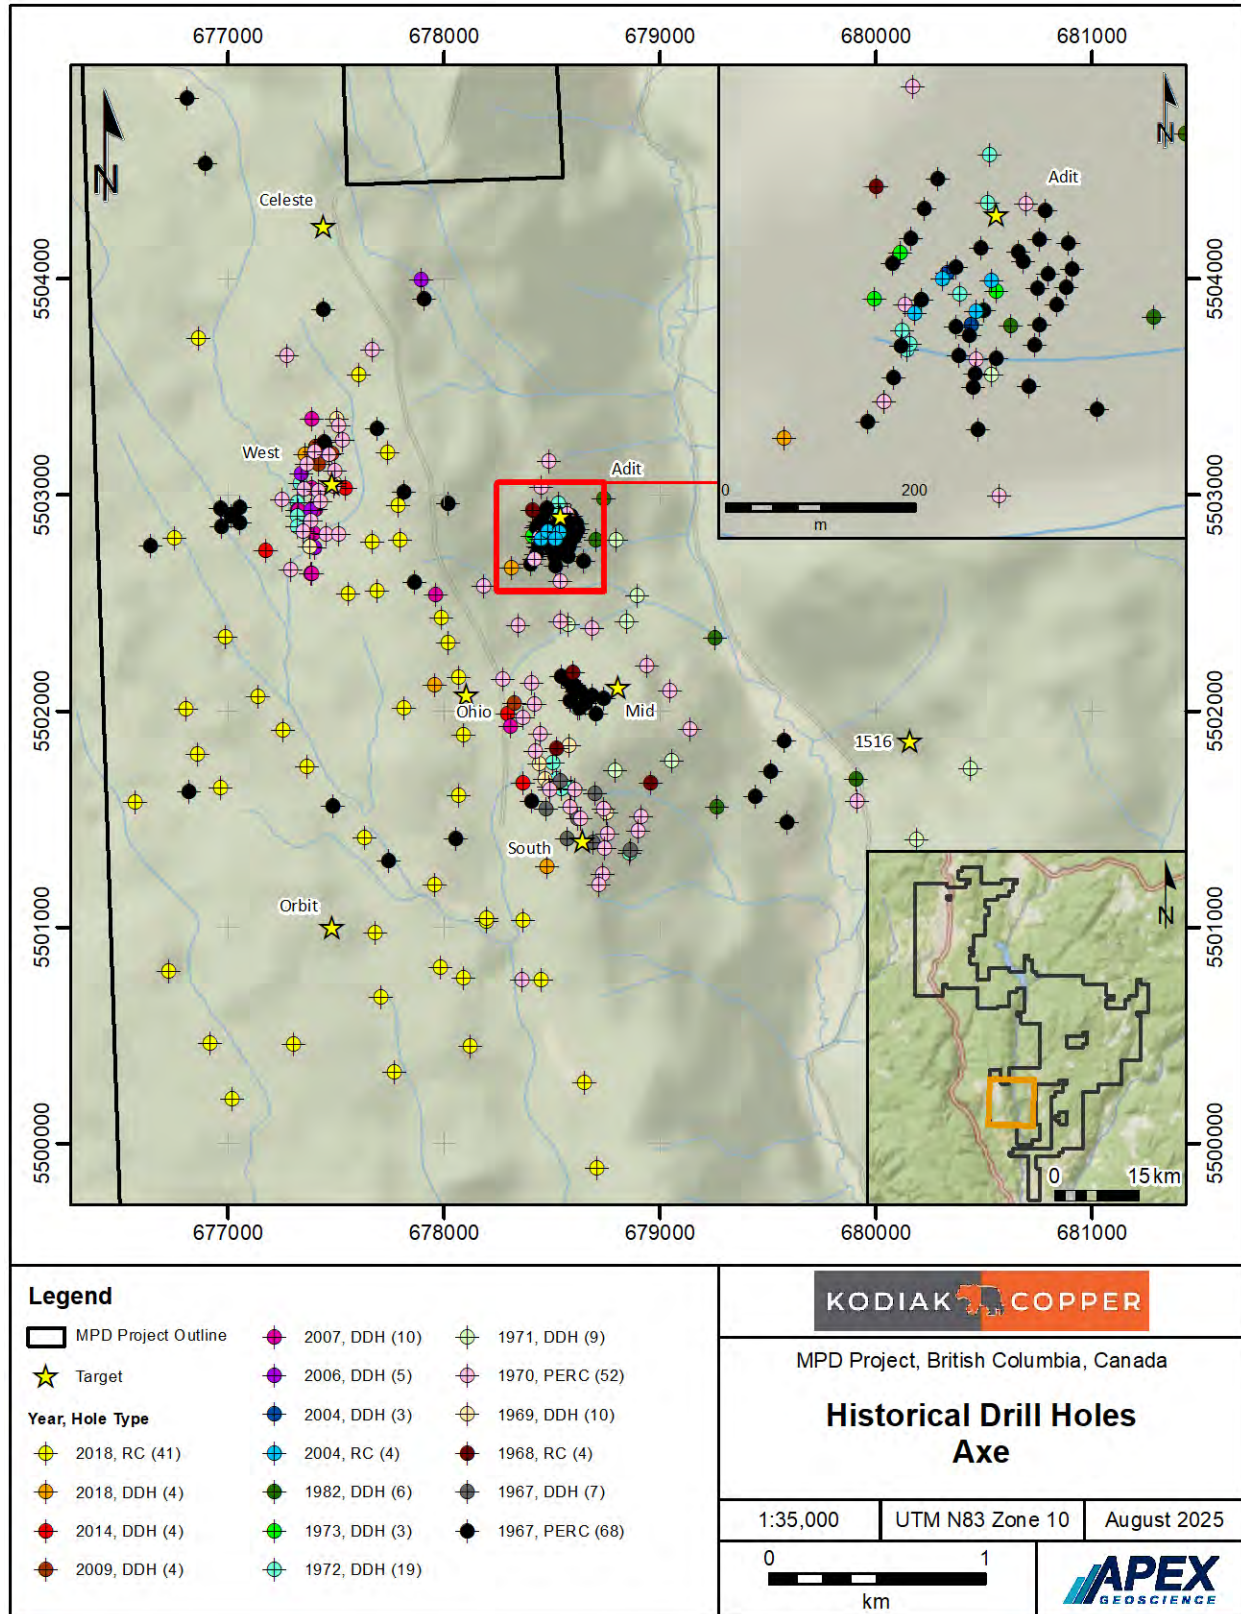 677000
678000
679000
680000
681000
N
N
Adit
0
200
m
Celeste
5504000
5504000
West
Adit
5503000
5503000
5502000
5502000
Ohio
Mid
1516
South
Orbit
5501000
5501000
N
5500000
5500000
0
15 km
677000
678000
679000
680000
681000
Legend
MPD Project Outline
Target
Year, Hole Type
2018, RC (41)
2018, DDH (4)
2014, DDH (4)
2009, DDH (4)
2007, DDH (10)
2006, DDH (5)
2004, DDH (3)
2004, RC (4)
1982, DDH (6)
1973, DDH (3)
1972, DDH (19)
1971, DDH (9)
1970, PERC (52)
1969, DDH (10)
1968, RC (4)
1967, DDH (7)
1967, PERC (68)
KODIAK COPPER
MPD Project, British Columbia, Canada
Historical Drill Holes
Axe
1:35,000
UTM N83 Zone 10
August 2025
0
1
km
APEX
GEOSCIENCE